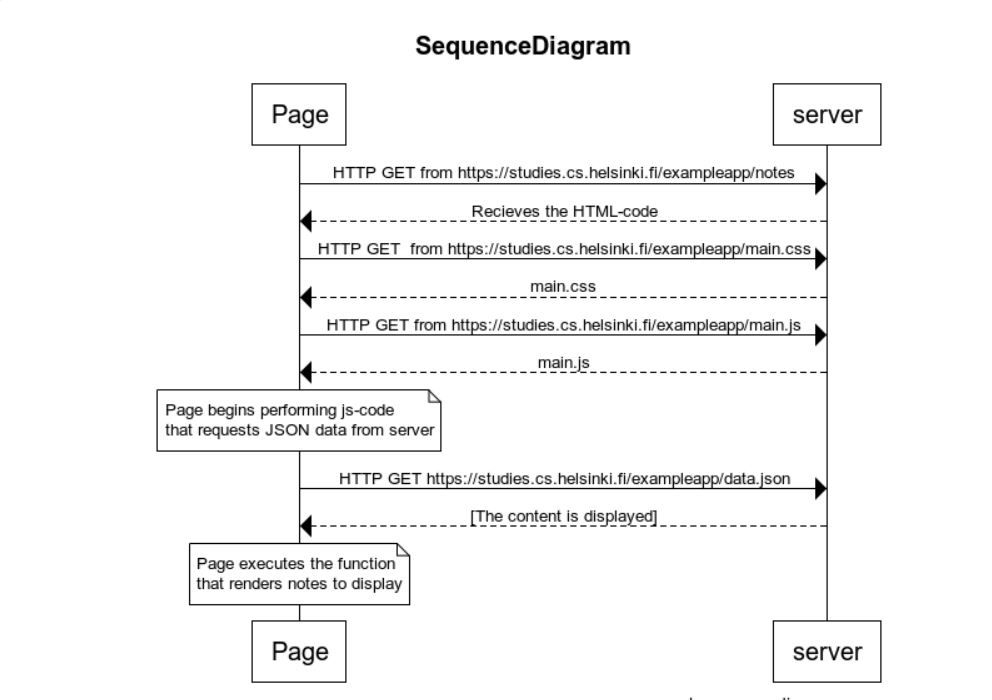 SequenceDiagram
Page
server
HTTP GET from https://studies.cs.helsinki.fi/exampleapp/notes
Recieves the HTML-code
HTTP GET  from https://studies.cs.helsinki.fi/exampleapp/main.css
main.css
HTTP GET from https://studies.cs.helsinki.fi/exampleapp/main.js
main.js
Page begins performing js-code
that requests JSON data from server
HTTP GET https://studies.cs.helsinki.fi/exampleapp/data.json
[The content is displayed]
Page executes the function
that renders notes to display
Page
server